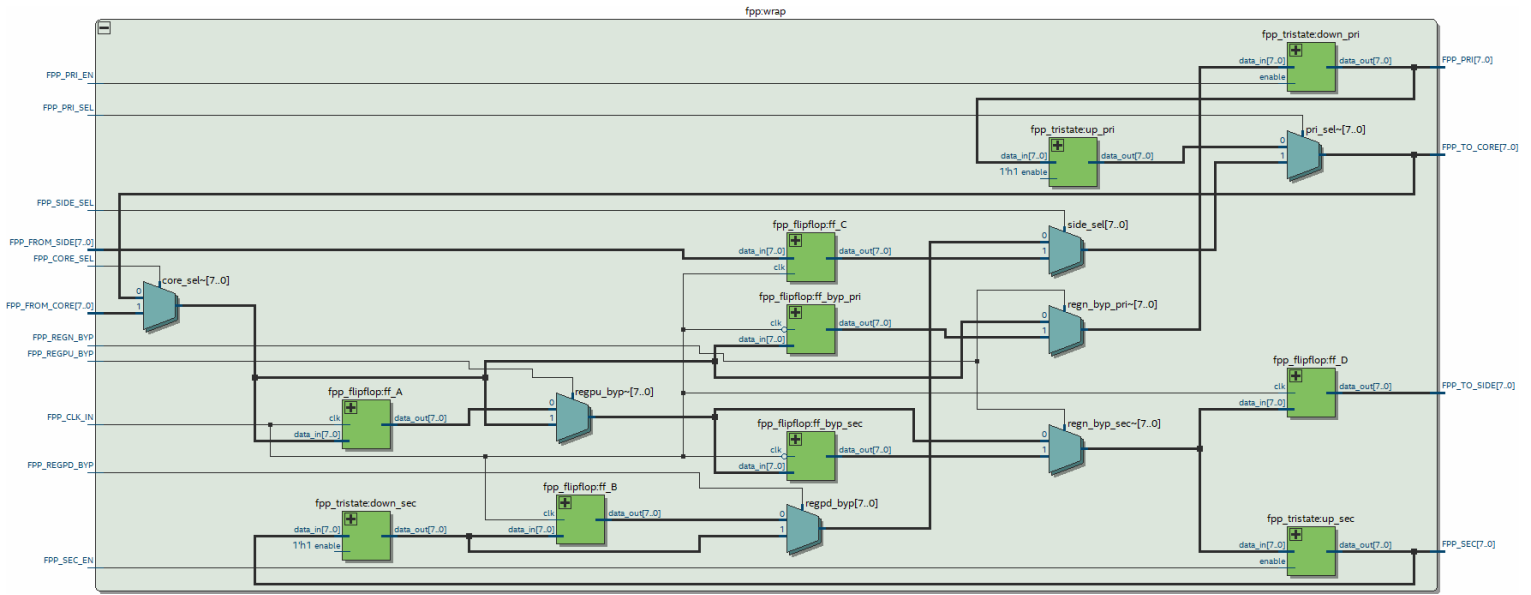 fpp:wrap
fpp_tristate:down_pri
data_in[7..0]
data_out[7..0]
enable
FPP_PRI[7..0]
FPP_PRI_EN
FPP_PRI_SEL
fpp_tristate:up_pri
data_in[7..0]
data_out[7..0]
1'h1 enable
pri_sel~[7..0]
0
1
FPP_TO_CORE[7..0]
FPP_SIDE_SEL
fpp_flipflop:ff_C
data_in[7..0]
data_out[7..0]
clk
side_sel[7..0]
0
1
FPP_FROM_SIDE[7..0]
FPP_CORE_SEL
core_sel~[7..0]
0
1
FPP_FROM_CORE[7..0]
fpp_flipflop:ff_byp_pri
clk
data_out[7..0]
data_in[7..0]
regn_byp_pri~[7..0]
0
1
FPP_REGN_BYP
FPP_REGPU_BYP
fpp_flipflop:ff_D
clk
data_out[7..0]
data_in[7..0]
FPP_TO_SIDE[7..0]
fpp_flipflop:ff_A
clk
data_out[7..0]
data_in[7..0]
regpu_byp~[7..0]
0
1
FPP_CLK_IN
fpp_flipflop:ff_byp_sec
clk
data_out[7..0]
data_in[7..0]
regn_byp_sec~[7..0]
0
1
FPP_REGPD_BYP
fpp_flipflop:ff_B
clk
data_out[7..0]
data_in[7..0]
regpd_byp[7..0]
0
1
fpp_tristate:down_sec
data_in[7..0]
data_out[7..0]
1'h1 enable
fpp_tristate:up_sec
data_in[7..0]
data_out[7..0]
enable
FPP_SEC[7..0]
FPP_SEC_EN